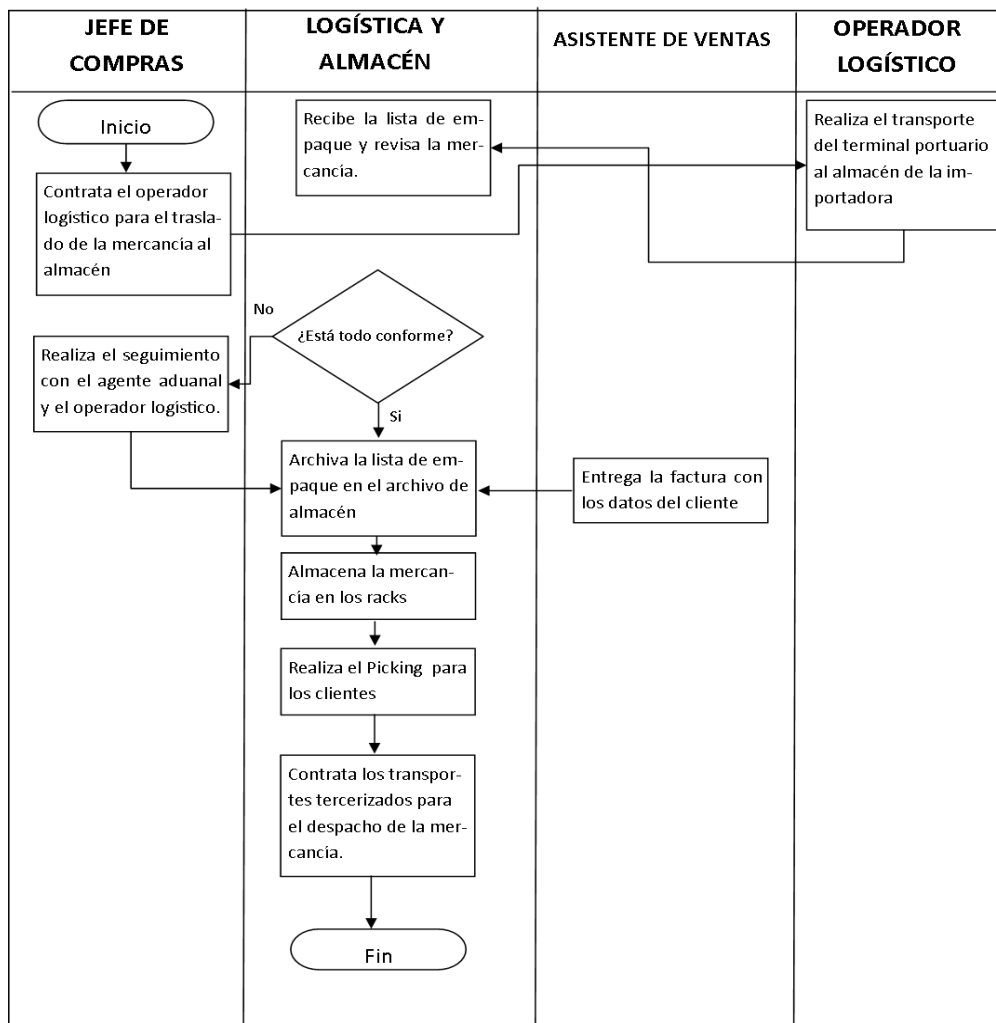 JEFE DE
COMPRAS
LOGÍSTICA Y
ALMACÉN
ASISTENTE DE VENTAS
OPERADOR
LOGÍSTICO
Inicio
Contrata el operador
logístico para el trasla-
do de la mercancía al
almacén
Recibe la lista de em-
paque y revisa la mer-
cancía.
Realiza el transporte
del terminal portuario
al almacén de la im-
portadora
No
¿Está todo conforme?
Si
Realiza el seguimiento
con el agente aduanal
y el operador logístico.
Archiva la lista de em-
paque en el archivo de
almacén
Entrega la factura con
los datos del cliente
Almacena la mercan-
cía en los racks
Realiza el Picking para
los clientes
Contrata los transpor-
tes tercerizados para
el despacho de la mer-
cancía.
Fin